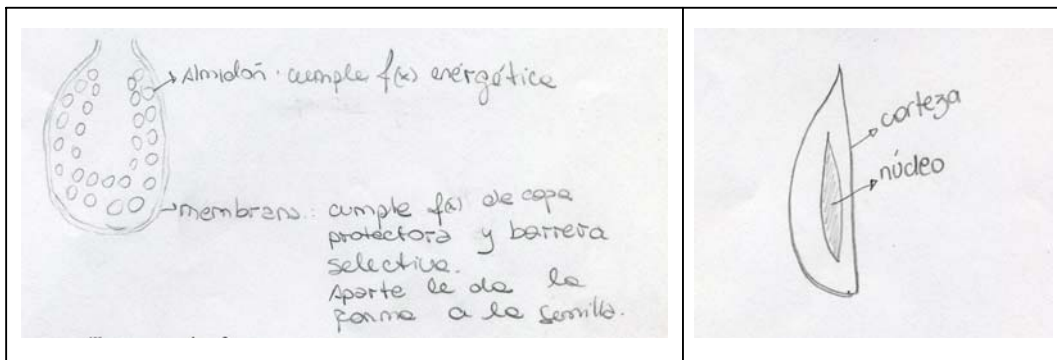 Almidón: cumple f(x) energética
membrana: cumple f(x) de capa
protectora y barrera
selectiva.
Aparte le da la
forma a la semilla.
corteza
núcleo